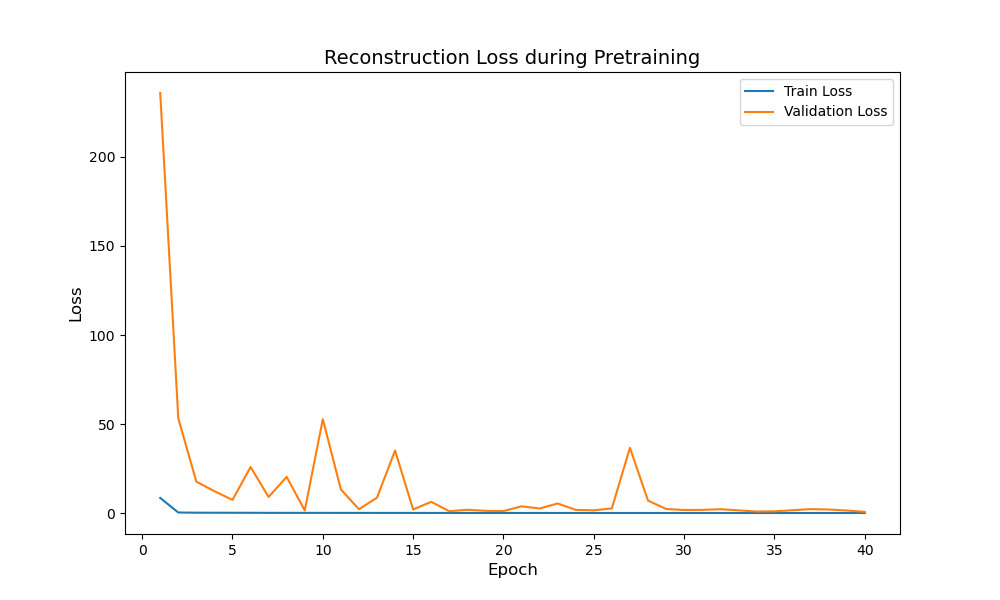 Reconstruction Loss during Pretraining
Train Loss
Validation Loss
200
150
100
50
0
Loss
0 5 10 15 20 25 30 35 40
Epoch